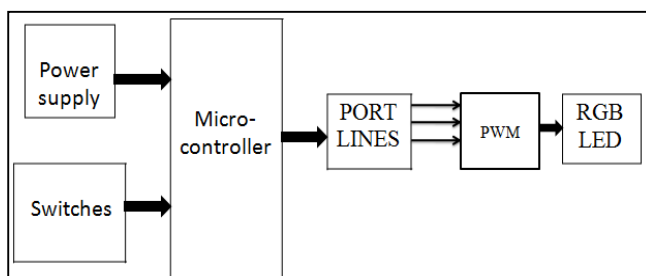 Power
supply
Switches
Micro-
controller
PORT
LINES
PWM
RGB
LED